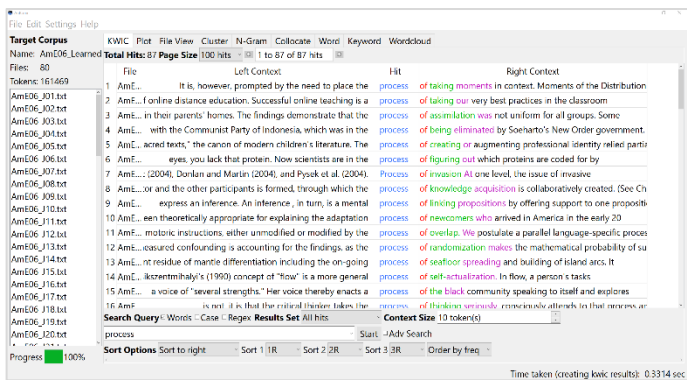 File Edit Settings Help
Target Corpus
Name: AmE06_Learned
Files: 80
Tokens: 161469
AmE06_J01.txt
AmE06_J02.txt
AmE06_J03.txt
AmE06_J04.txt
AmE06_J05.txt
AmE06_J06.txt
AmE06_J07.txt
AmE06_J08.txt
AmE06_J09.txt
AmE06_J10.txt
AmE06_J11.txt
AmE06_J12.txt
AmE06_J13.txt
AmE06_J14.txt
AmE06_J15.txt
AmE06_J16.txt
AmE06_J17.txt
AmE06_J18.txt
AmE06_J19.txt
AmE06_J20.txt
Progress 100%
KWIC Plot File View Cluster N-Gram Collocate Word Keyword Wordcloud
Total Hits: 87 Page Size 100 hits 1 to 87 of 87 hits
File Left Context Hit Right Context
1 AmE... It is, however, prompted by the need to place the process of taking moments in context. Moments of the Distribution
2 AmE... f online distance education. Successful online teaching is a process of taking our very best practices in the classroom
3 AmE... in their parents' homes. The findings demonstrate that the process of assimilation was not uniform for all groups. Some
4 AmE... with the Communist Party of Indonesia, which was in the process of being eliminated by Soeharto's New Order government.
5 AmE... acred texts," the canon of modern children's literature. The process of creating or augmenting professional identity relied partia
6 AmE... eyes, you lack that protein. Now scientists are in the process of figuring out which proteins are coded for by
7 AmE... : (2004), Donlan and Martin (2004), and Pysek et al. (2004). Process of invasion At one level, the issue of invasive
8 AmE... :or and the other participants is formed, through which the process of knowledge acquisition is collaboratively created. (See Ch
9 AmE... express an inference. An inference , in turn, is a mental process of linking propositions by offering support to one propositi
10 AmE... een theoretically appropriate for explaining the adaptation process of newcomers who arrived in America in the early 20
11 AmE... motoric instructions, either unmodified or modified by the process of overlap. We postulate a parallel language-specific proces
12 AmE... easured confounding is accounting for the findings, as the process of randomization makes the mathematical probability of su
13 AmE... nt residue of mantle differentiation including the on-going process of seafloor spreading and building of island arcs. It
14 AmE... ikszentmihalyi's (1990) concept of "flow" is a more general process of self-actualization. In flow, a person's tasks
15 AmE... a voice of "several strengths." Her voice thereby enacts a process of the black community speaking to itself and explores
16 AmE... is not, it is that the critical thinker takes the process of thinking seriously, consciously attends to that process an
Search Query Words Case Regex Results Set All hits Context Size 10 token(s)
process Start Adv Search
Sort Options Sort to right Sort 1 1R Sort 2 2R Sort 3 3R Order by freq
Time taken (creating kwic results): 0.3314 sec